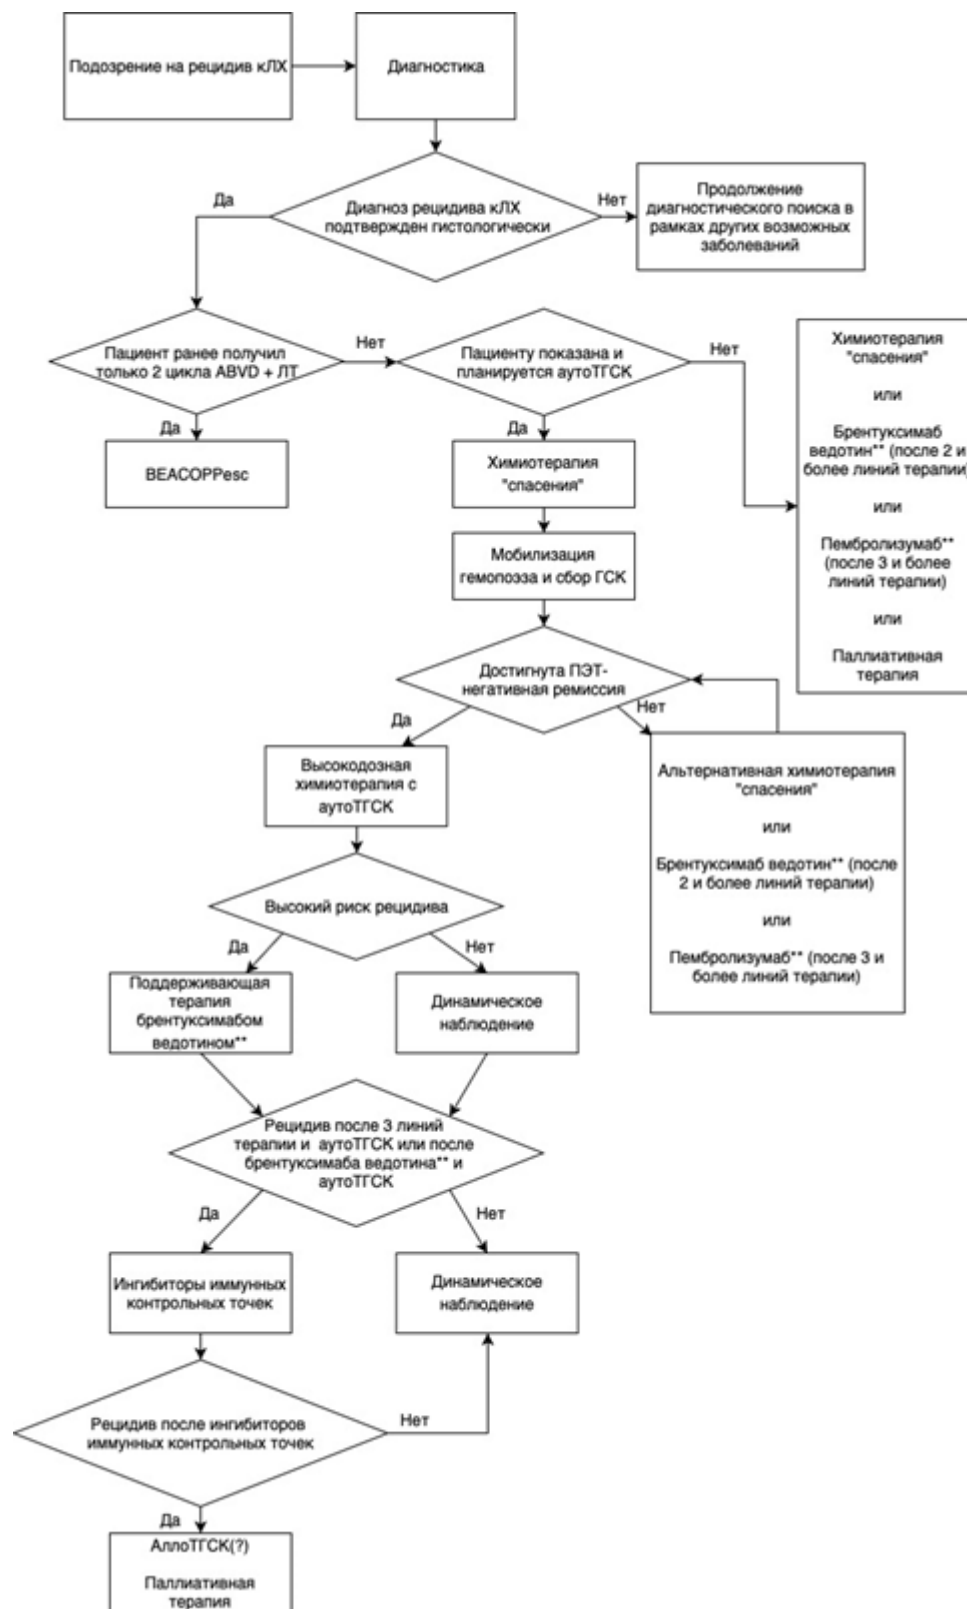 Подозрение на рецидив кЛХ
Диагностика
Диагноз рецидива кЛХ
подтвержден гистологически
Да
Нет
Продолжение
диагностического поиска в
рамках других возможных
заболеваний
Пациент ранее получил
только 2 цикла ABVD + ЛТ
Нет
Пациенту показана и
планируется аутоТГСК
Нет
Химиотерапия
"спасения"
или
Брентуксимаб
ведотин** (после 2 и
более линий терапии)
или
Пембролизумаб**
(после 3 и более
линий терапии)
или
Паллиативная
терапия
Да
BEACOPPesc
Да
Химиотерапия
"спасения"
Мобилизация
гемопоэза и сбор ГСК
Достигнута ПЭТ-
негативная ремиссия
Да
Нет
Высокодозная
химиотерапия с
аутоТГСК
Альтернативная химиотерапия
"спасения"
или
Брентуксимаб ведотин** (после
2 и более линий терапии)
или
Пембролизумаб** (после 3 и
более линий терапии)
Высокий риск рецидива
Да
Нет
Поддерживающая
терапия
брентуксимабом
ведотином**
Динамическое
наблюдение
Рецидив после 3 линий
терапии и аутоТГСК или после
брентуксимаба ведотина** и
аутоТГСК
Да
Нет
Ингибиторы иммунных
контрольных точек
Динамическое
наблюдение
Рецидив после ингибиторов
иммунных контрольных точек
Нет
Да
АллоТГСК(?)
Паллиативная
терапия